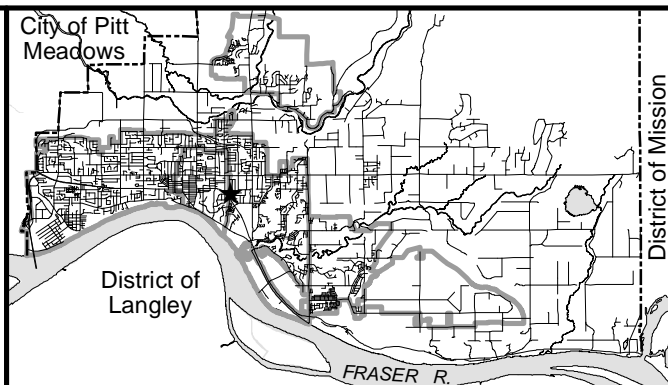 City of Pitt
Meadows
District of Mission
District of
Langley
FRASER R.